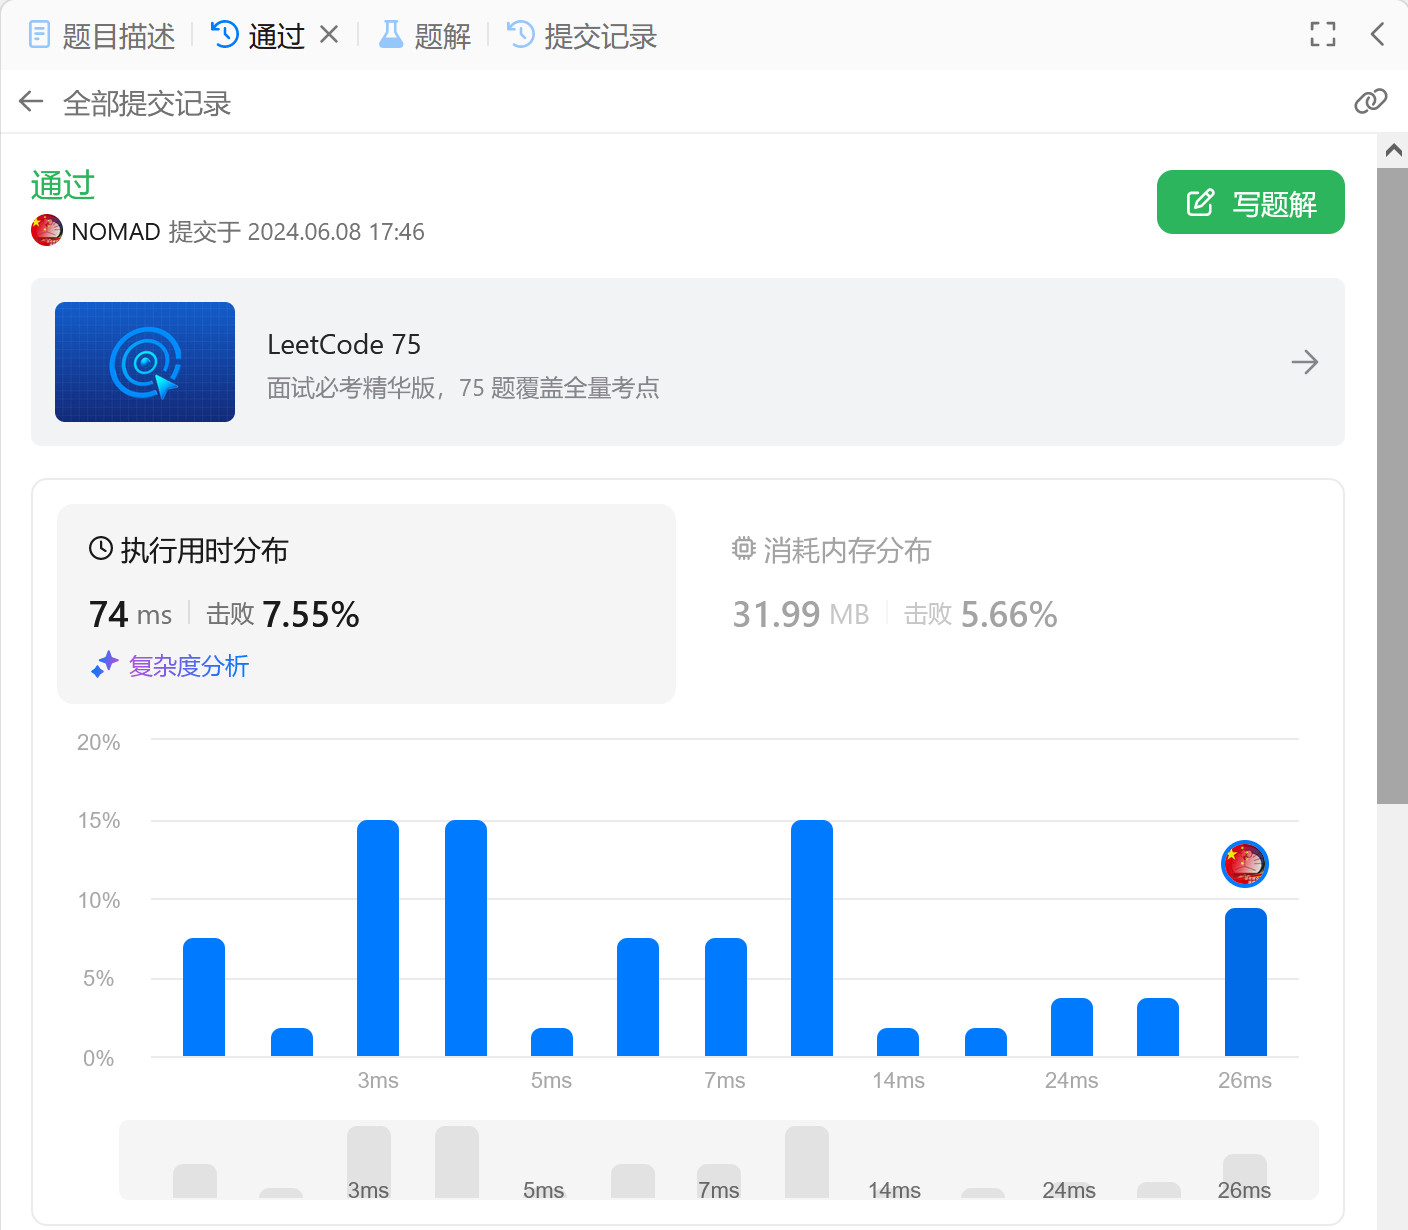 题目描述 通过 题解 提交记录
全部提交记录
通过
写题解
NOMAD 提交于 2024.06.08 17:46
LeetCode 75
面试必考精华版，75 题覆盖全量考点
执行用时分布
74 ms 击败 7.55%
复杂度分析
消耗内存分布
31.99 MB 击败 5.66%
20%
15%
10%
5%
0%
3ms 5ms 7ms 14ms 24ms 26ms
3ms 5ms 7ms 14ms 24ms 26ms